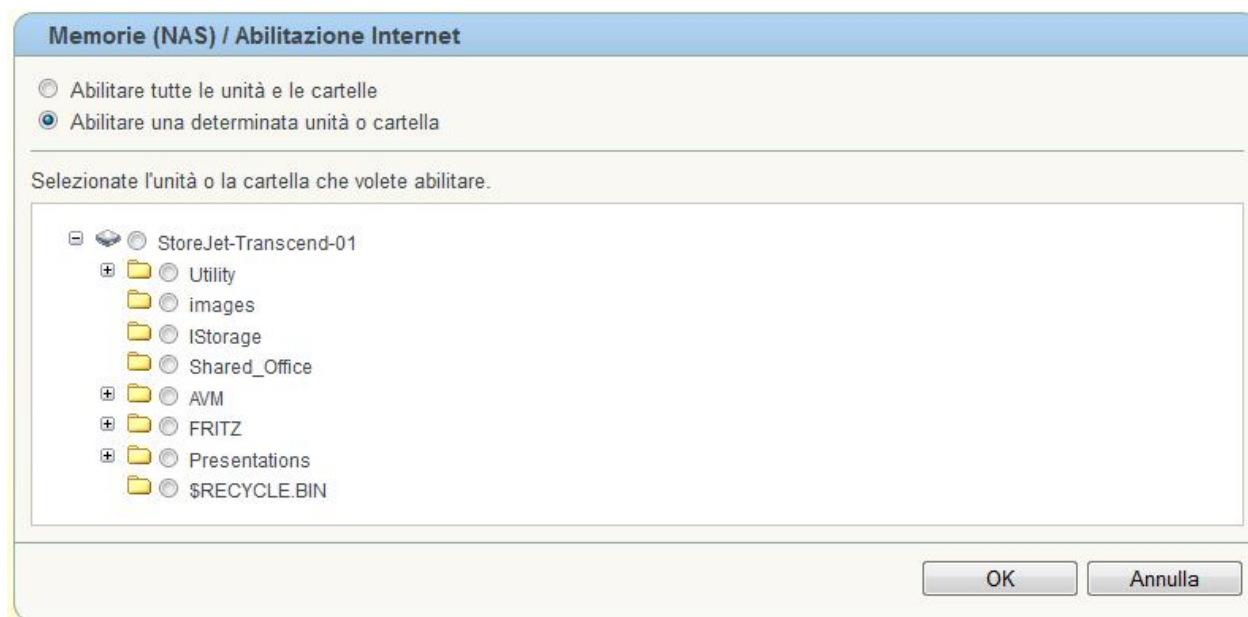 Memorie (NAS) / Abilitazione Internet
Abilitare tutte le unità e le cartelle
Abilitare una determinata unità o cartella
Selezionate l'unità o la cartella che volete abilitare.
StoreJet-Transcend-01
Utility
images
IStorage
Shared_Office
AVM
FRITZ
Presentations
$RECYCLE.BIN
OK Annulla